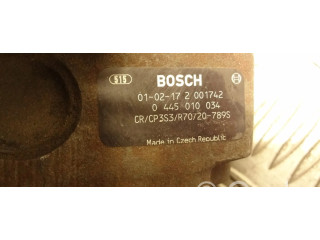 515 BOSCH
01-02-17 2 001742
0 445 010 034
CR/CP3S3/R70/20-789S
Made in Czech Republic